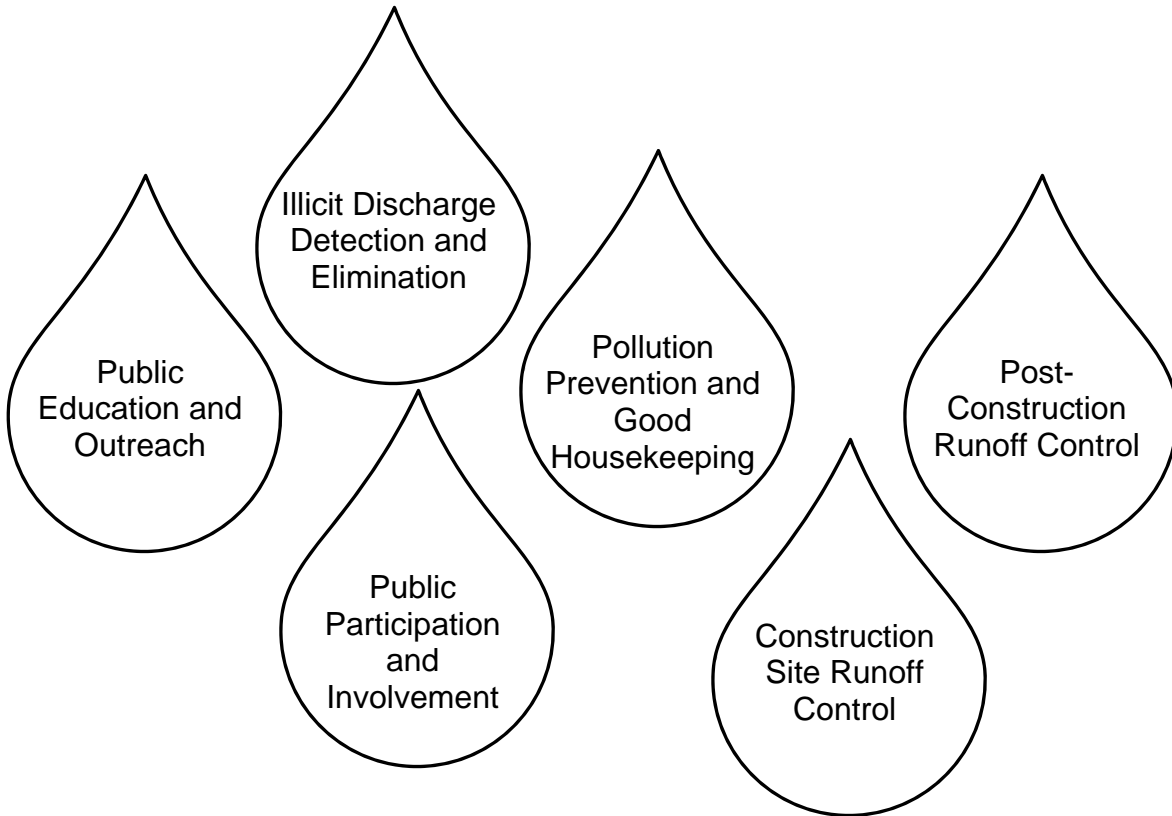 Illicit Discharge
Detection and
Elimination
Public
Education and
Outreach
Pollution
Prevention and
Good
Housekeeping
Post-
Construction
Runoff Control
Public
Participation
and
Involvement
Construction
Site Runoff
Control